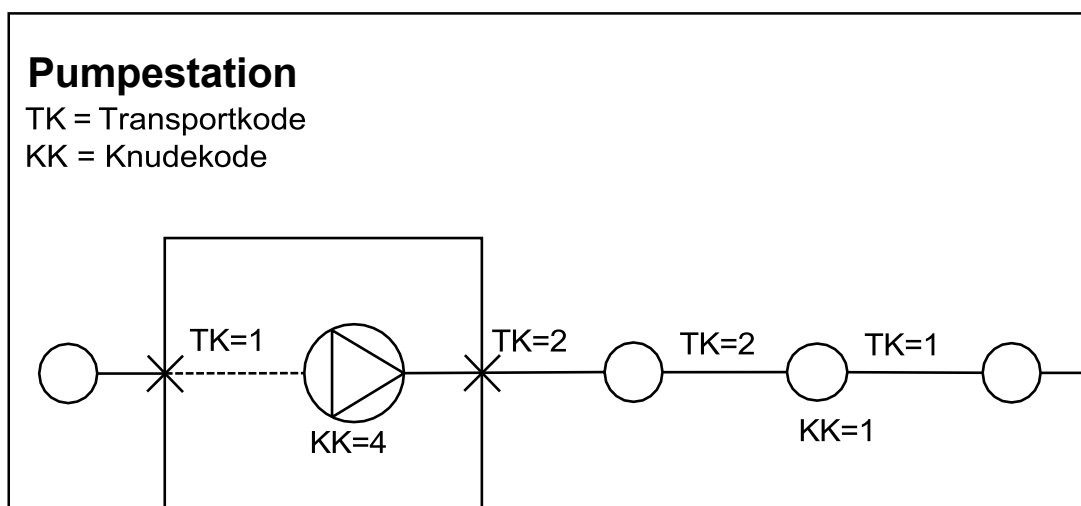 Pumpestation
TK = Transportkode
KK = Knudekode
TK=1
TK=2
TK=2
TK=1
KK=4
KK=1